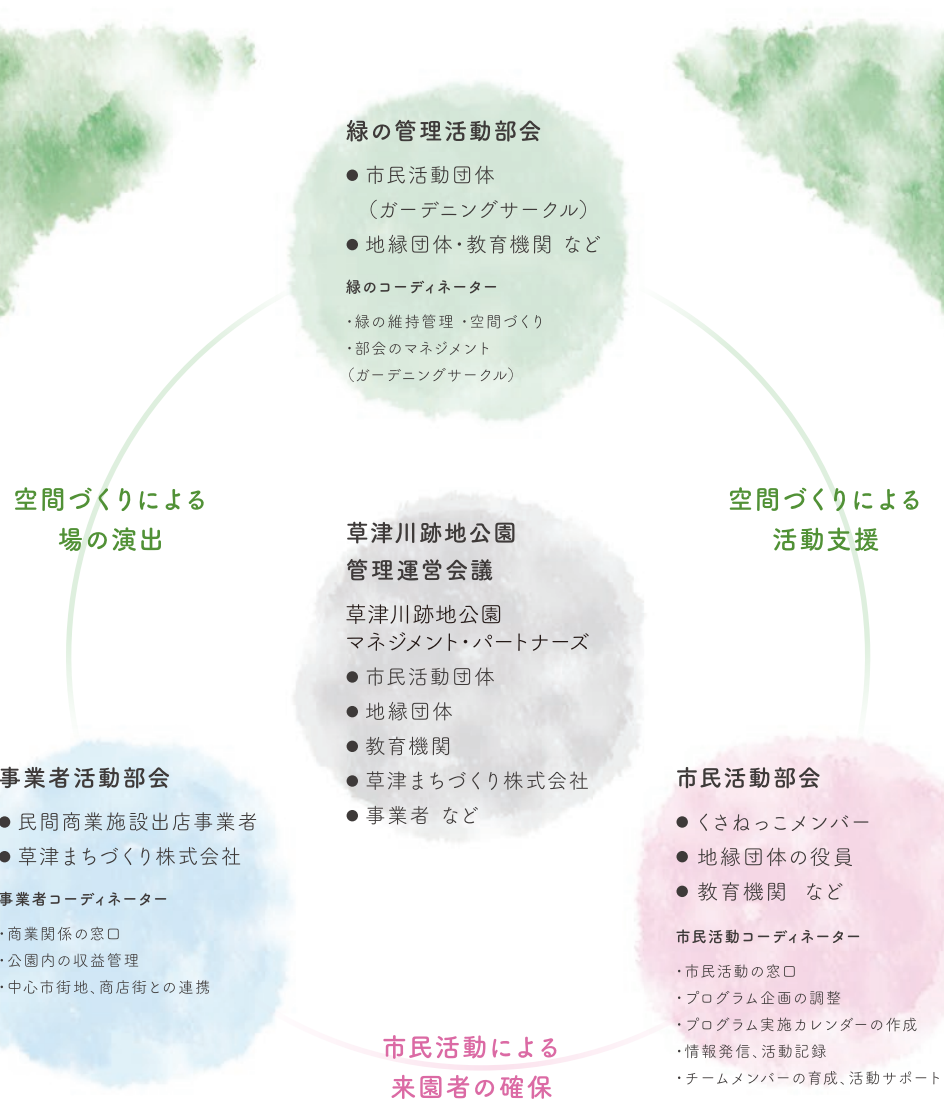 緑の管理活動部会
● 市民活動団体
（ガーデニングサークル）
● 地縁団体・教育機関 など
緑のコーディネーター
・緑の維持管理 ・空間づくり
・部会のマネジメント
（ガーデニングサークル）
空間づくりによる
場の演出
空間づくりによる
活動支援
草津川跡地公園
管理運営会議
草津川跡地公園
マネジメント・パートナーズ
● 市民活動団体
● 地縁団体
● 教育機関
● 草津まちづくり株式会社
● 事業者 など
事業者活動部会
● 民間商業施設出店事業者
● 草津まちづくり株式会社
事業者コーディネーター
・商業関係の窓口
・公園内の収益管理
・中心市街地、商店街との連携
市民活動部会
● くさねっこメンバー
● 地縁団体の役員
● 教育機関 など
市民活動コーディネーター
・市民活動の窓口
・プログラム企画の調整
・プログラム実施カレンダーの作成
・情報発信、活動記録
・チームメンバーの育成、活動サポート
市民活動による
来園者の確保